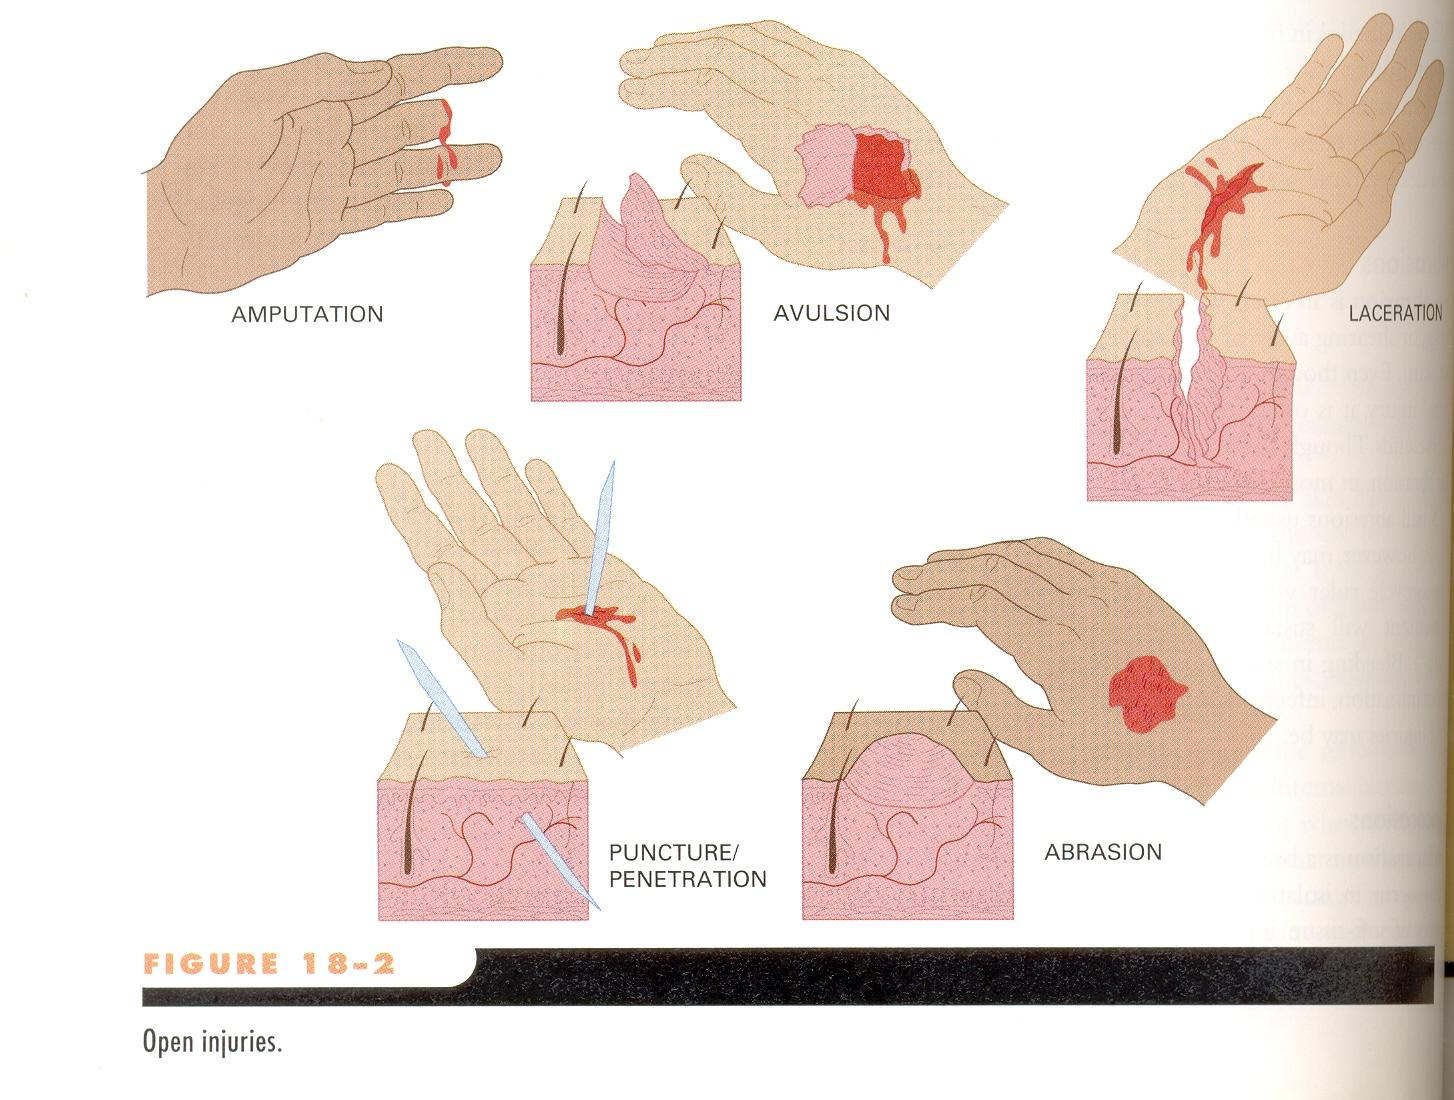 AMPUTATION
AVULSION
LACERATION
PUNCTURE/
PENETRATION
ABRASION
FIGURE 18-2
Open injuries.